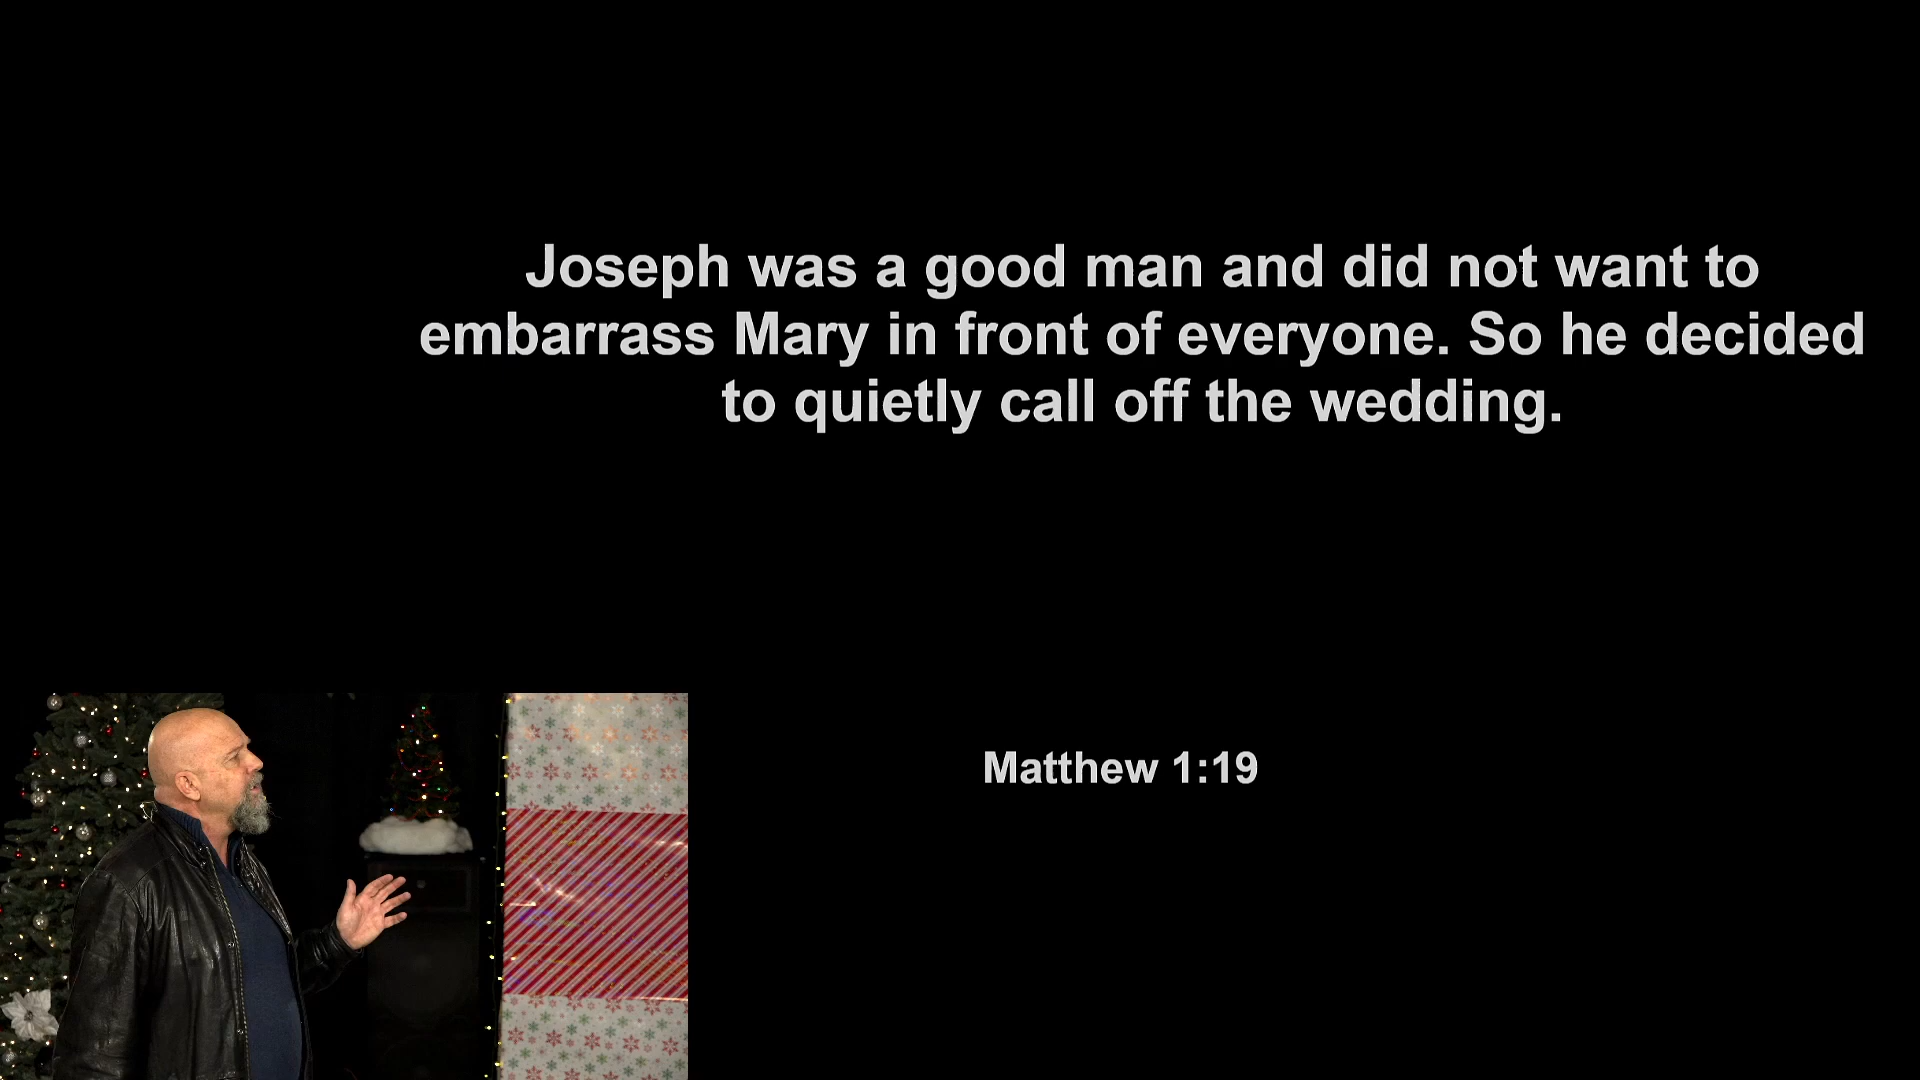 Joseph was a good man and did not want to
embarrass Mary in front of everyone. So he decided
to quietly call off the wedding.
Matthew 1:19